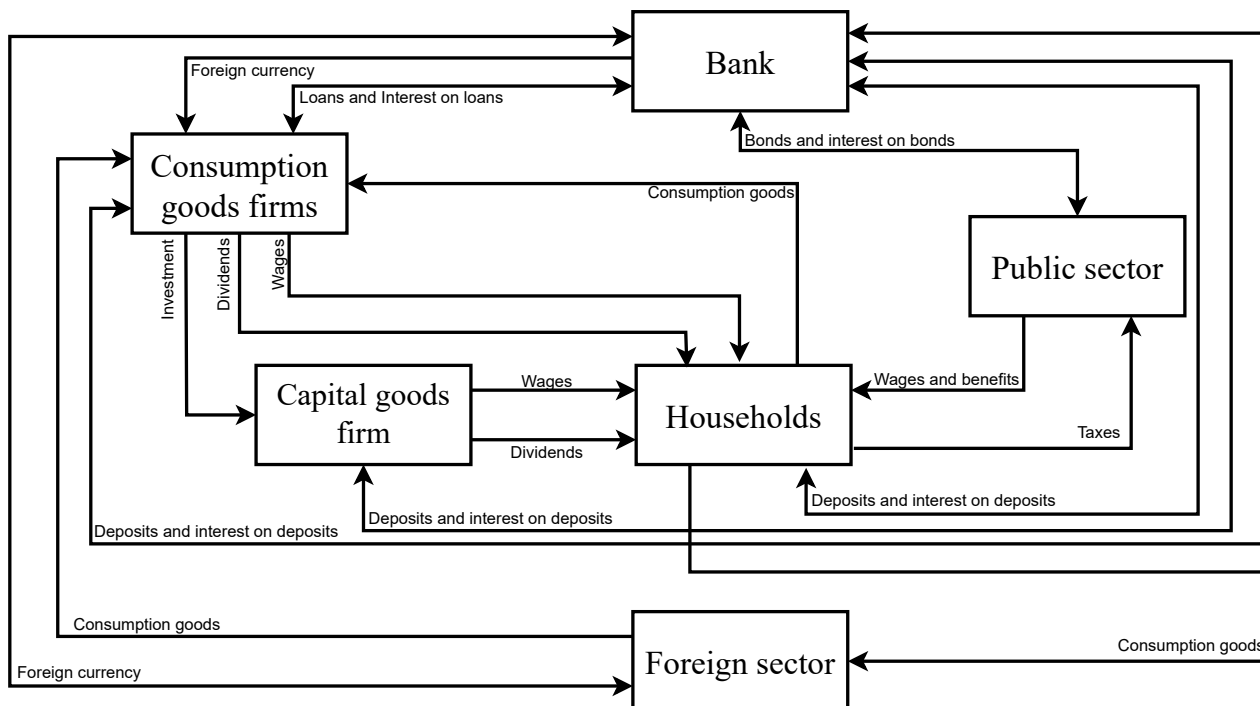 Bank
Foreign currency
Loans and Interest on loans
Bonds and interest on bonds
Consumption
goods firms
Consumption goods
Public sector
Investment
Dividends
Wages
Capital goods
firm
Wages
Dividends
Households
Wages and benefits
Taxes
Deposits and interest on deposits
Deposits and interest on deposits
Deposits and interest on deposits
Consumption goods
Foreign sector
Consumption goods
Foreign currency